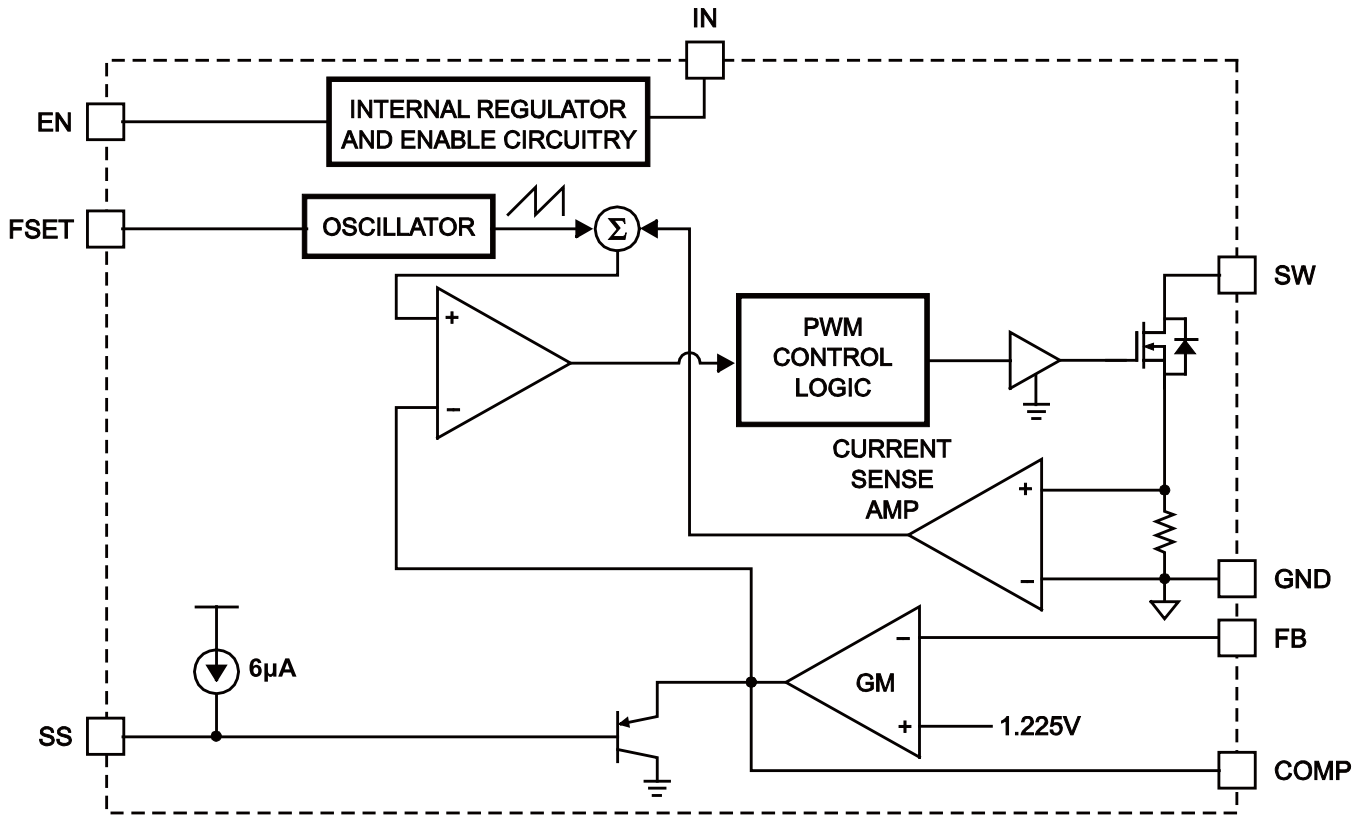 IN
EN
INTERNAL REGULATOR
AND ENABLE CIRCUITRY
FSET
OSCILLATOR
Σ
SW
+
−
PWM
CONTROL
LOGIC
CURRENT
SENSE
AMP
+
−
GND
FB
−
GM
+
1.225V
6µA
SS
COMP